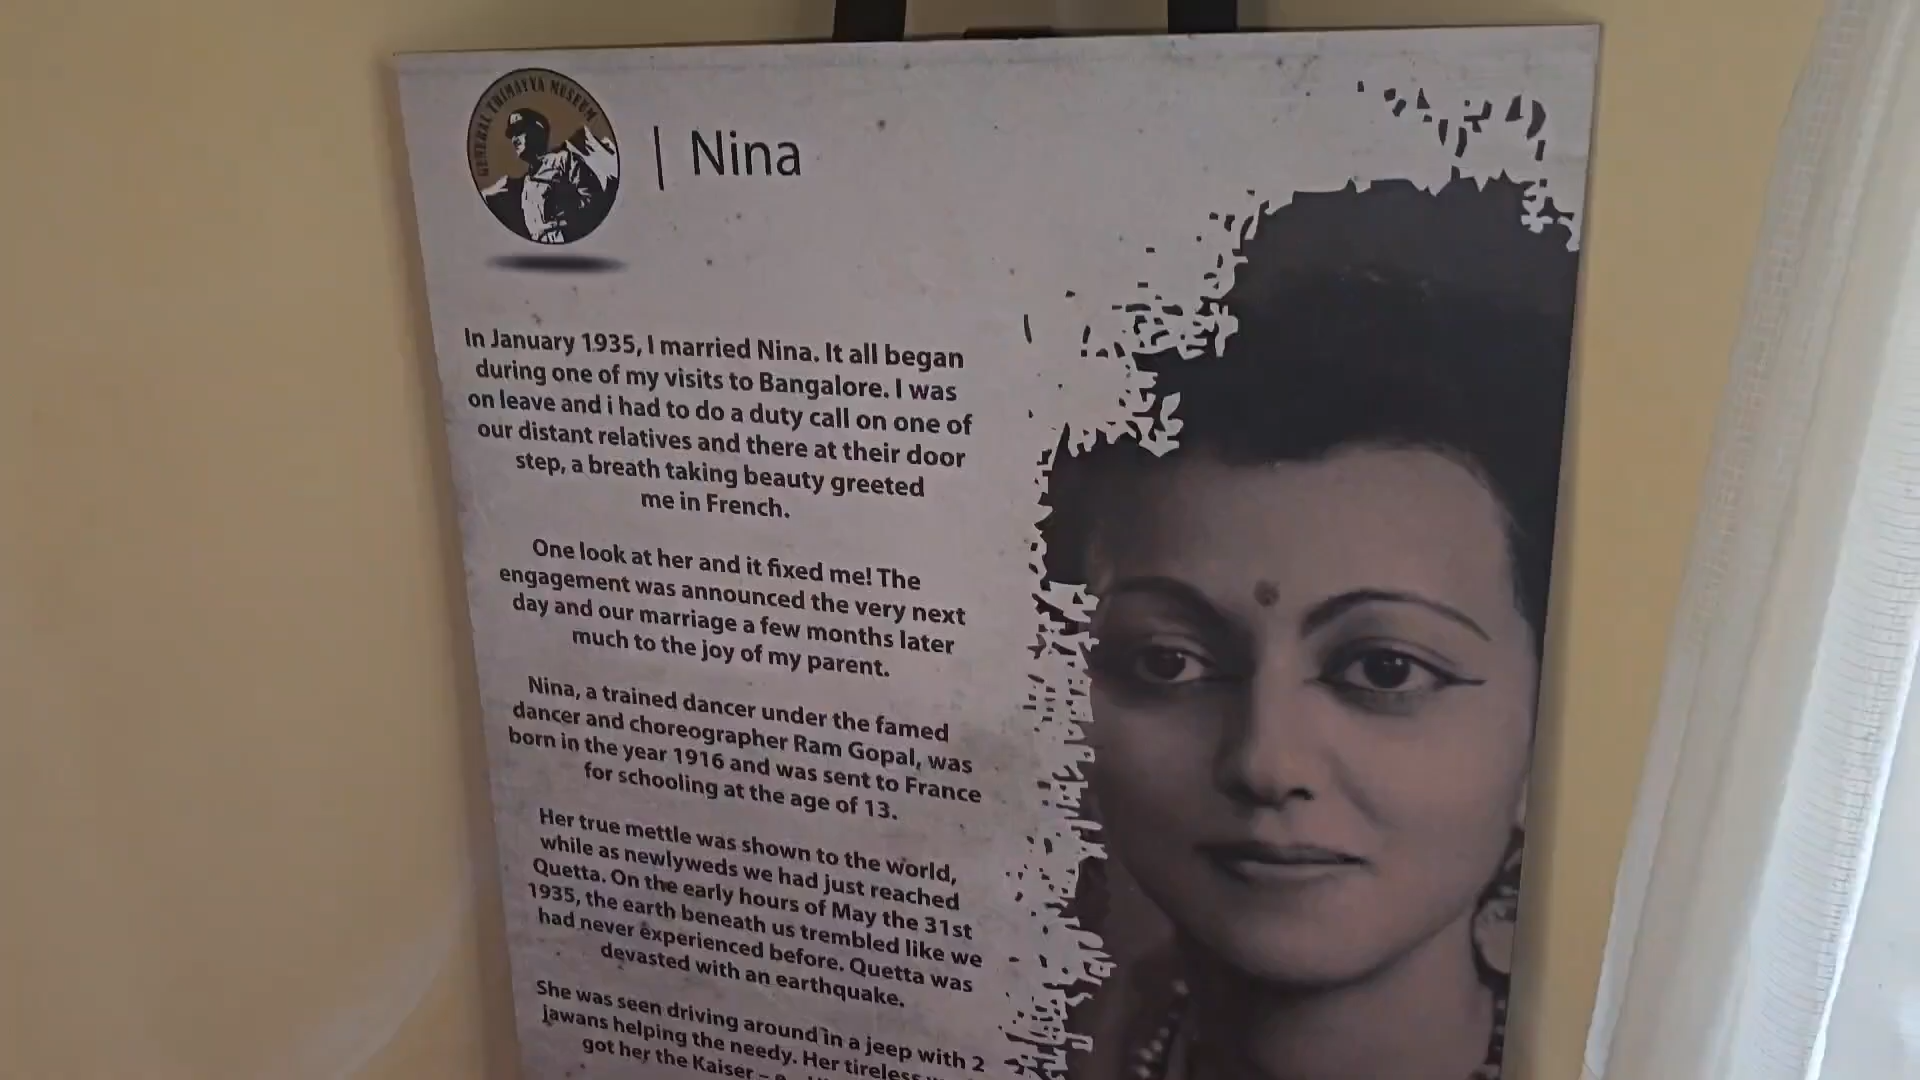 GENERAL THIMAYYA MUSEUM
| Nina
In January 1935, I married Nina. It all began
during one of my visits to Bangalore. I was
on leave and i had to do a duty call on one of
our distant relatives and there at their door
step, a breath taking beauty greeted
me in French.
One look at her and it fixed me! The
engagement was announced the very next
day and our marriage a few months later
much to the joy of my parent.
Nina, a trained dancer under the famed
dancer and choreographer Ram Gopal, was
born in the year 1916 and was sent to France
for schooling at the age of 13.
Her true mettle was shown to the world,
while as newlyweds we had just reached
Quetta. On the early hours of May the 31st
1935, the earth beneath us trembled like we
had never experienced before. Quetta was
devasted with an earthquake.
She was seen driving around in a jeep with 2
jawans helping the needy. Her tireless
got her the Kaiser –